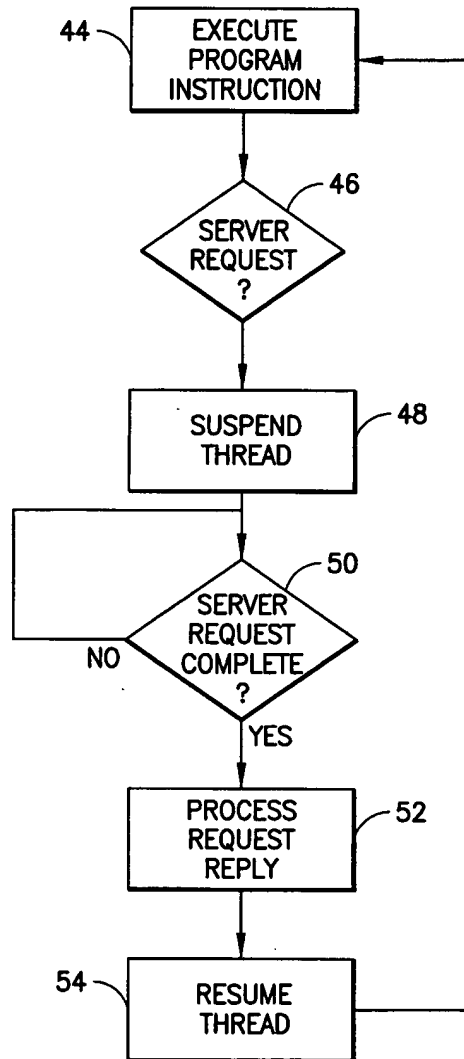 44
EXECUTE
PROGRAM
INSTRUCTION
46
SERVER
REQUEST
?
48
SUSPEND
THREAD
50
SERVER
REQUEST
COMPLETE
?
NO
YES
52
PROCESS
REQUEST
REPLY
54
RESUME
THREAD